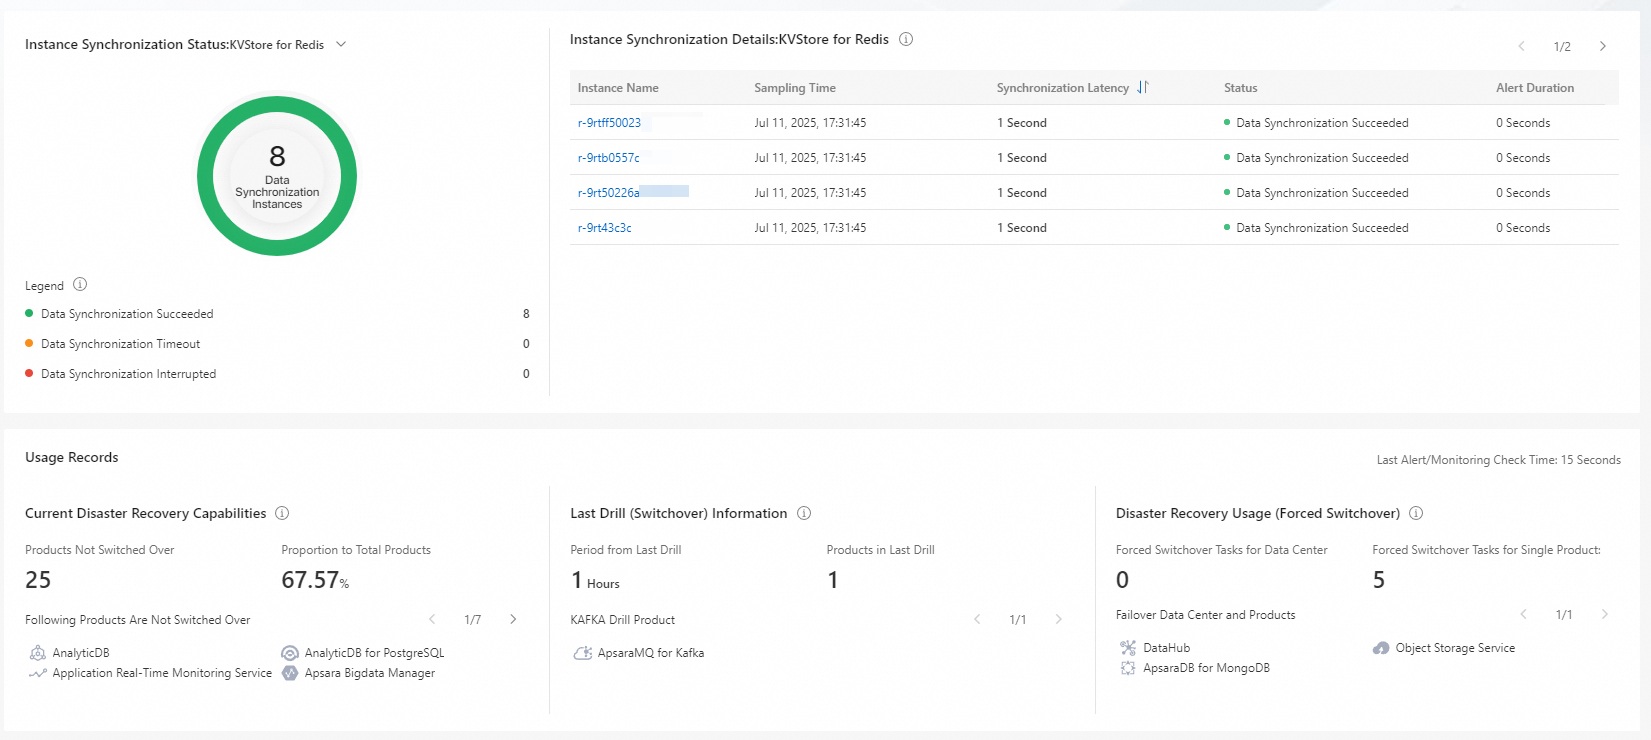 Instance Synchronization Status:KVStore for Redis
8
Data
Synchronization
Instances
Legend
Data Synchronization Succeeded 8
Data Synchronization Timeout 0
Data Synchronization Interrupted 0
Instance Synchronization Details:KVStore for Redis
1/2
Instance Name Sampling Time Synchronization Latency Status Alert Duration
r-9rtff50023 Jul 11, 2025, 17:31:45 1 Second Data Synchronization Succeeded 0 Seconds
r-9rtb0557c Jul 11, 2025, 17:31:45 1 Second Data Synchronization Succeeded 0 Seconds
r-9rt50226a Jul 11, 2025, 17:31:45 1 Second Data Synchronization Succeeded 0 Seconds
r-9rt43c3c Jul 11, 2025, 17:31:45 1 Second Data Synchronization Succeeded 0 Seconds
Usage Records
Last Alert/Monitoring Check Time: 15 Seconds
Current Disaster Recovery Capabilities
Products Not Switched Over Proportion to Total Products
25 67.57%
Following Products Are Not Switched Over 1/7
AnalyticDB AnalyticDB for PostgreSQL
Application Real-Time Monitoring Service Apsara Bigdata Manager
Last Drill (Switchover) Information
Period from Last Drill Products in Last Drill
1 Hours 1
KAFKA Drill Product 1/1
ApsaraMQ for Kafka
Disaster Recovery Usage (Forced Switchover)
Forced Switchover Tasks for Data Center Forced Switchover Tasks for Single Product:
0 5
Failover Data Center and Products 1/1
DataHub Object Storage Service
ApsaraDB for MongoDB